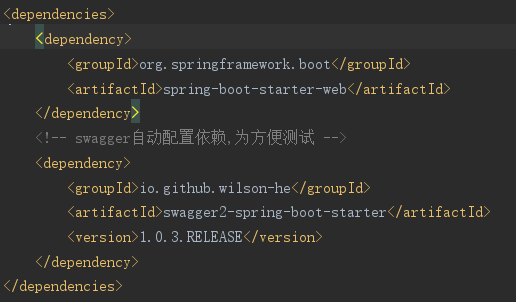 <dependencies>
<dependency>
<groupId>org.springframework.boot</groupId>
<artifactId>spring-boot-starter-web</artifactId>
</dependency>
<!-- swagger自动配置依赖,为方便测试 -->
<dependency>
<groupId>io.github.wilson-he</groupId>
<artifactId>swagger2-spring-boot-starter</artifactId>
<version>1.0.3.RELEASE</version>
</dependency>
</dependencies>